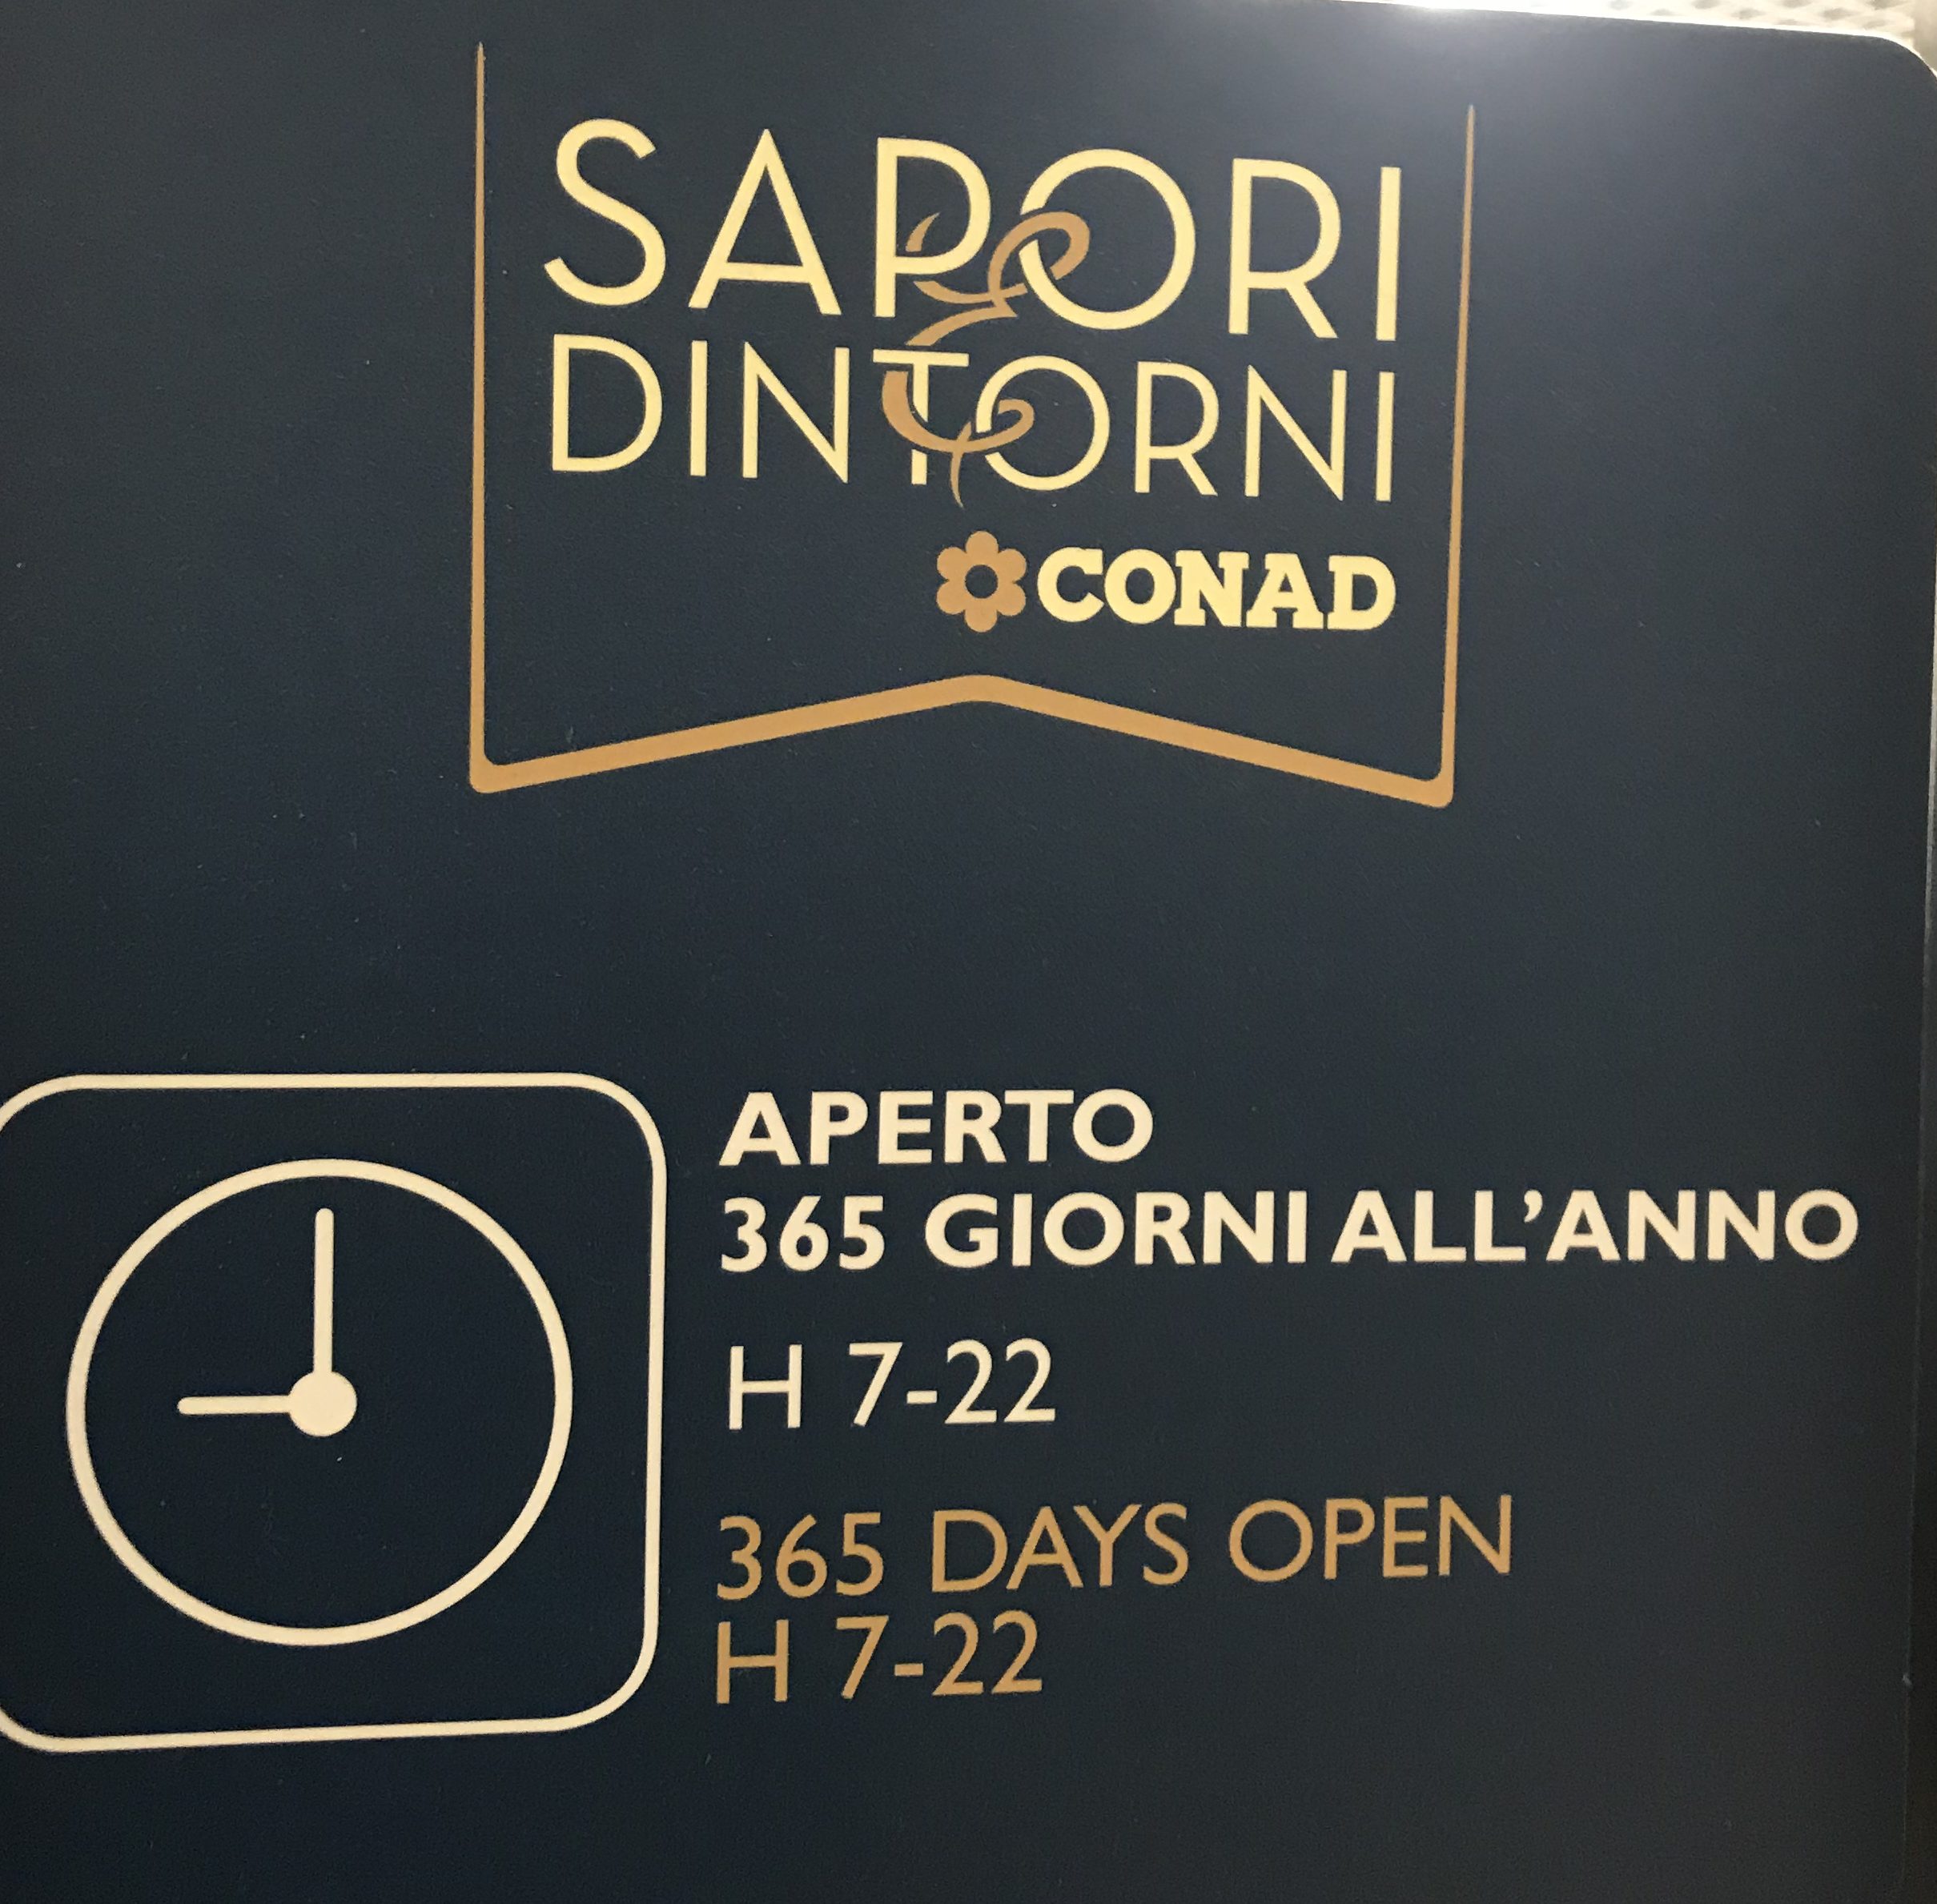 SAPORI
DINTORNI
CONAD
APERTO
365 GIORNI ALL’ANNO
H 7-22
365 DAYS OPEN
H 7-22